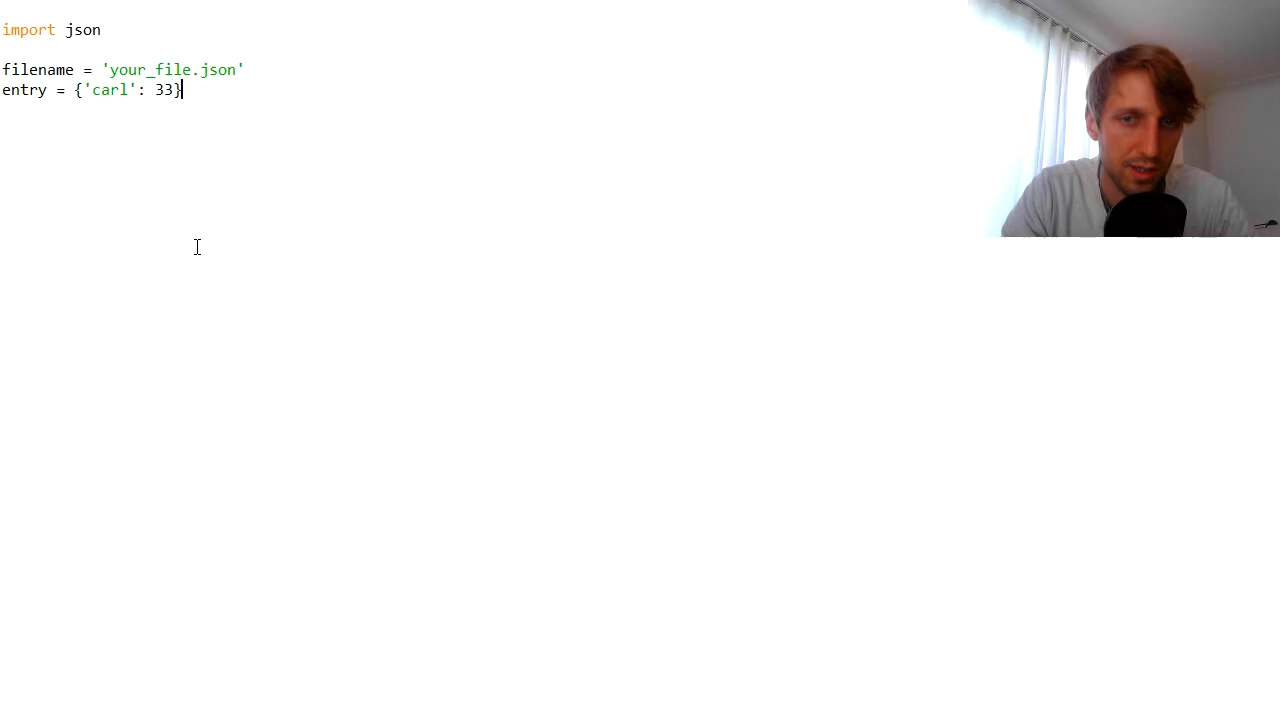 import json
filename = 'your_file.json'
entry = {'carl': 33}